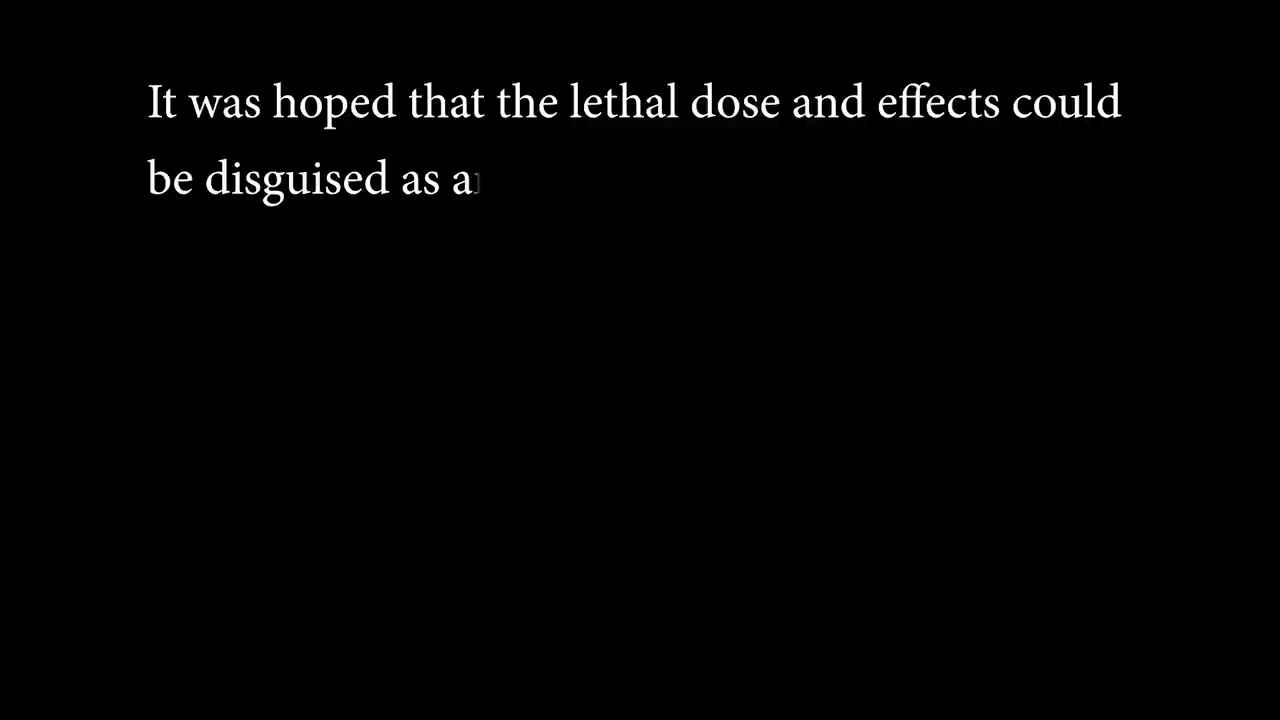 It was hoped that the lethal dose and effects could
be disguised as a